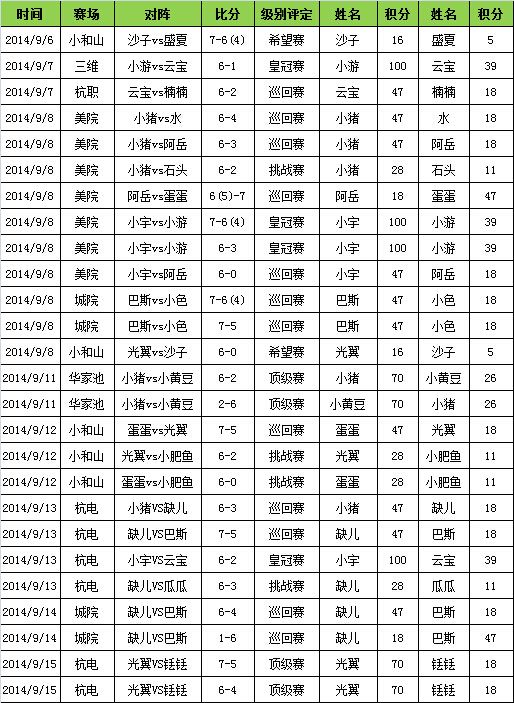 时间 赛场 对阵 比分 级别评定 姓名 积分 姓名 积分
2014/9/6 小和山 沙子vs盛夏 7-6(4) 希望赛 沙子 16 盛夏 5
2014/9/7 三维 小游vs云宝 6-1 皇冠赛 小游 100 云宝 39
2014/9/7 杭职 云宝vs楠楠 6-2 巡回赛 云宝 47 楠楠 18
2014/9/8 美院 小猪vs水 6-4 巡回赛 小猪 47 水 18
2014/9/8 美院 小猪vs阿岳 6-3 巡回赛 小猪 47 阿岳 18
2014/9/8 美院 小猪vs石头 6-2 挑战赛 小猪 28 石头 11
2014/9/8 美院 阿岳vs蛋蛋 6(5)-7 巡回赛 阿岳 18 蛋蛋 47
2014/9/8 美院 小宇vs小游 7-6(4) 皇冠赛 小宇 100 小游 39
2014/9/8 美院 小宇vs小游 6-3 皇冠赛 小宇 100 小游 39
2014/9/8 美院 小宇vs阿岳 6-0 巡回赛 小宇 47 阿岳 18
2014/9/8 城院 巴斯vs小色 7-6(4) 巡回赛 巴斯 47 小色 18
2014/9/8 城院 巴斯vs小色 7-5 巡回赛 巴斯 47 小色 18
2014/9/8 小和山 光翼vs沙子 6-0 希望赛 光翼 16 沙子 5
2014/9/11 华家池 小猪vs小黄豆 6-2 顶级赛 小猪 70 小黄豆 26
2014/9/11 华家池 小猪vs小黄豆 2-6 顶级赛 小黄豆 70 小猪 26
2014/9/12 小和山 蛋蛋vs光翼 7-5 巡回赛 蛋蛋 47 光翼 18
2014/9/12 小和山 光翼vs小肥鱼 6-2 挑战赛 光翼 28 小肥鱼 11
2014/9/12 小和山 蛋蛋vs小肥鱼 6-0 挑战赛 蛋蛋 28 小肥鱼 11
2014/9/13 杭电 小猪VS缺儿 6-3 巡回赛 小猪 47 缺儿 18
2014/9/13 杭电 缺儿VS巴斯 7-5 巡回赛 缺儿 47 巴斯 18
2014/9/13 杭电 小宇VS云宝 6-2 皇冠赛 小宇 100 云宝 39
2014/9/13 杭电 缺儿VS瓜瓜 6-3 挑战赛 缺儿 28 瓜瓜 11
2014/9/14 城院 缺儿VS巴斯 6-4 巡回赛 缺儿 47 巴斯 18
2014/9/14 城院 缺儿VS巴斯 1-6 巡回赛 缺儿 18 巴斯 47
2014/9/15 杭电 光翼VS铥铥 7-5 顶级赛 光翼 70 铥铥 18
2014/9/15 杭电 光翼VS铥铥 6-4 顶级赛 光翼 70 铥铥 18